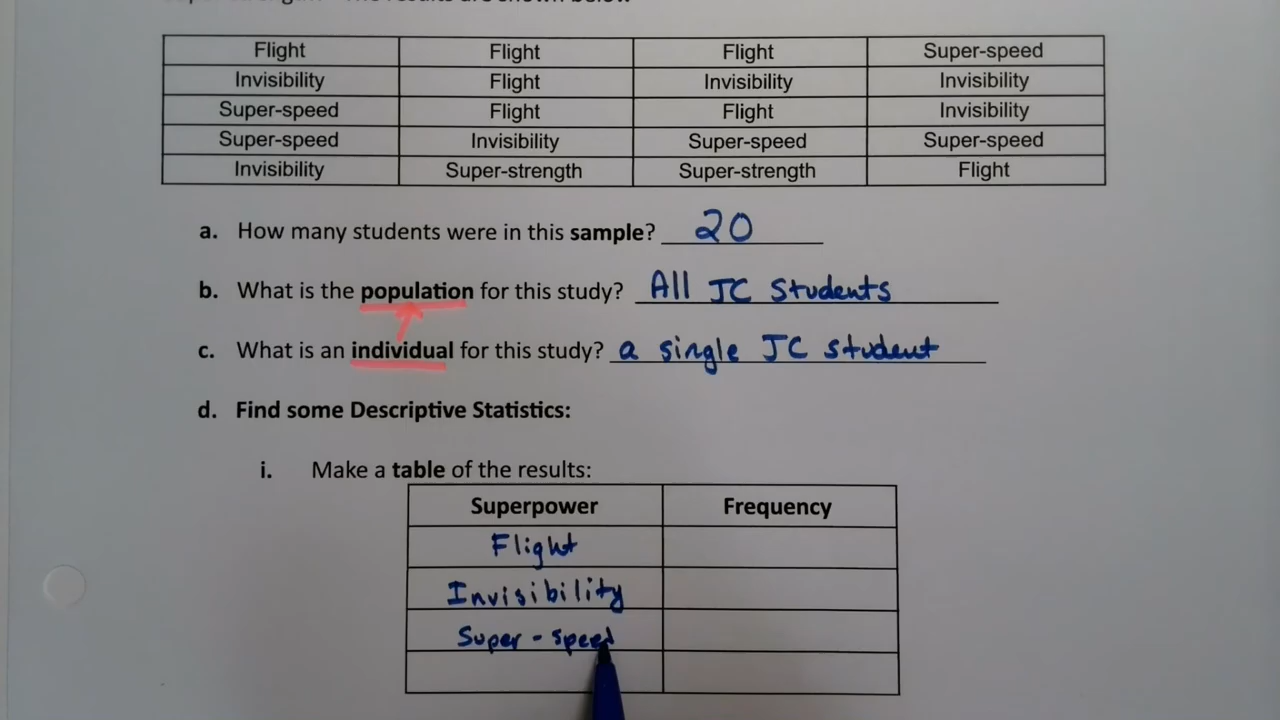 Flight Flight Flight Super-speed
Invisibility Flight Invisibility Invisibility
Super-speed Flight Flight Invisibility
Super-speed Invisibility Super-speed Super-speed
Invisibility Super-strength Super-strength Flight
a. How many students were in this sample? 20
b. What is the population for this study? All JC Students
c. What is an individual for this study? a single JC student
d. Find some Descriptive Statistics:
i. Make a table of the results:
Superpower Frequency
Flight
Invisibility
Super-speed